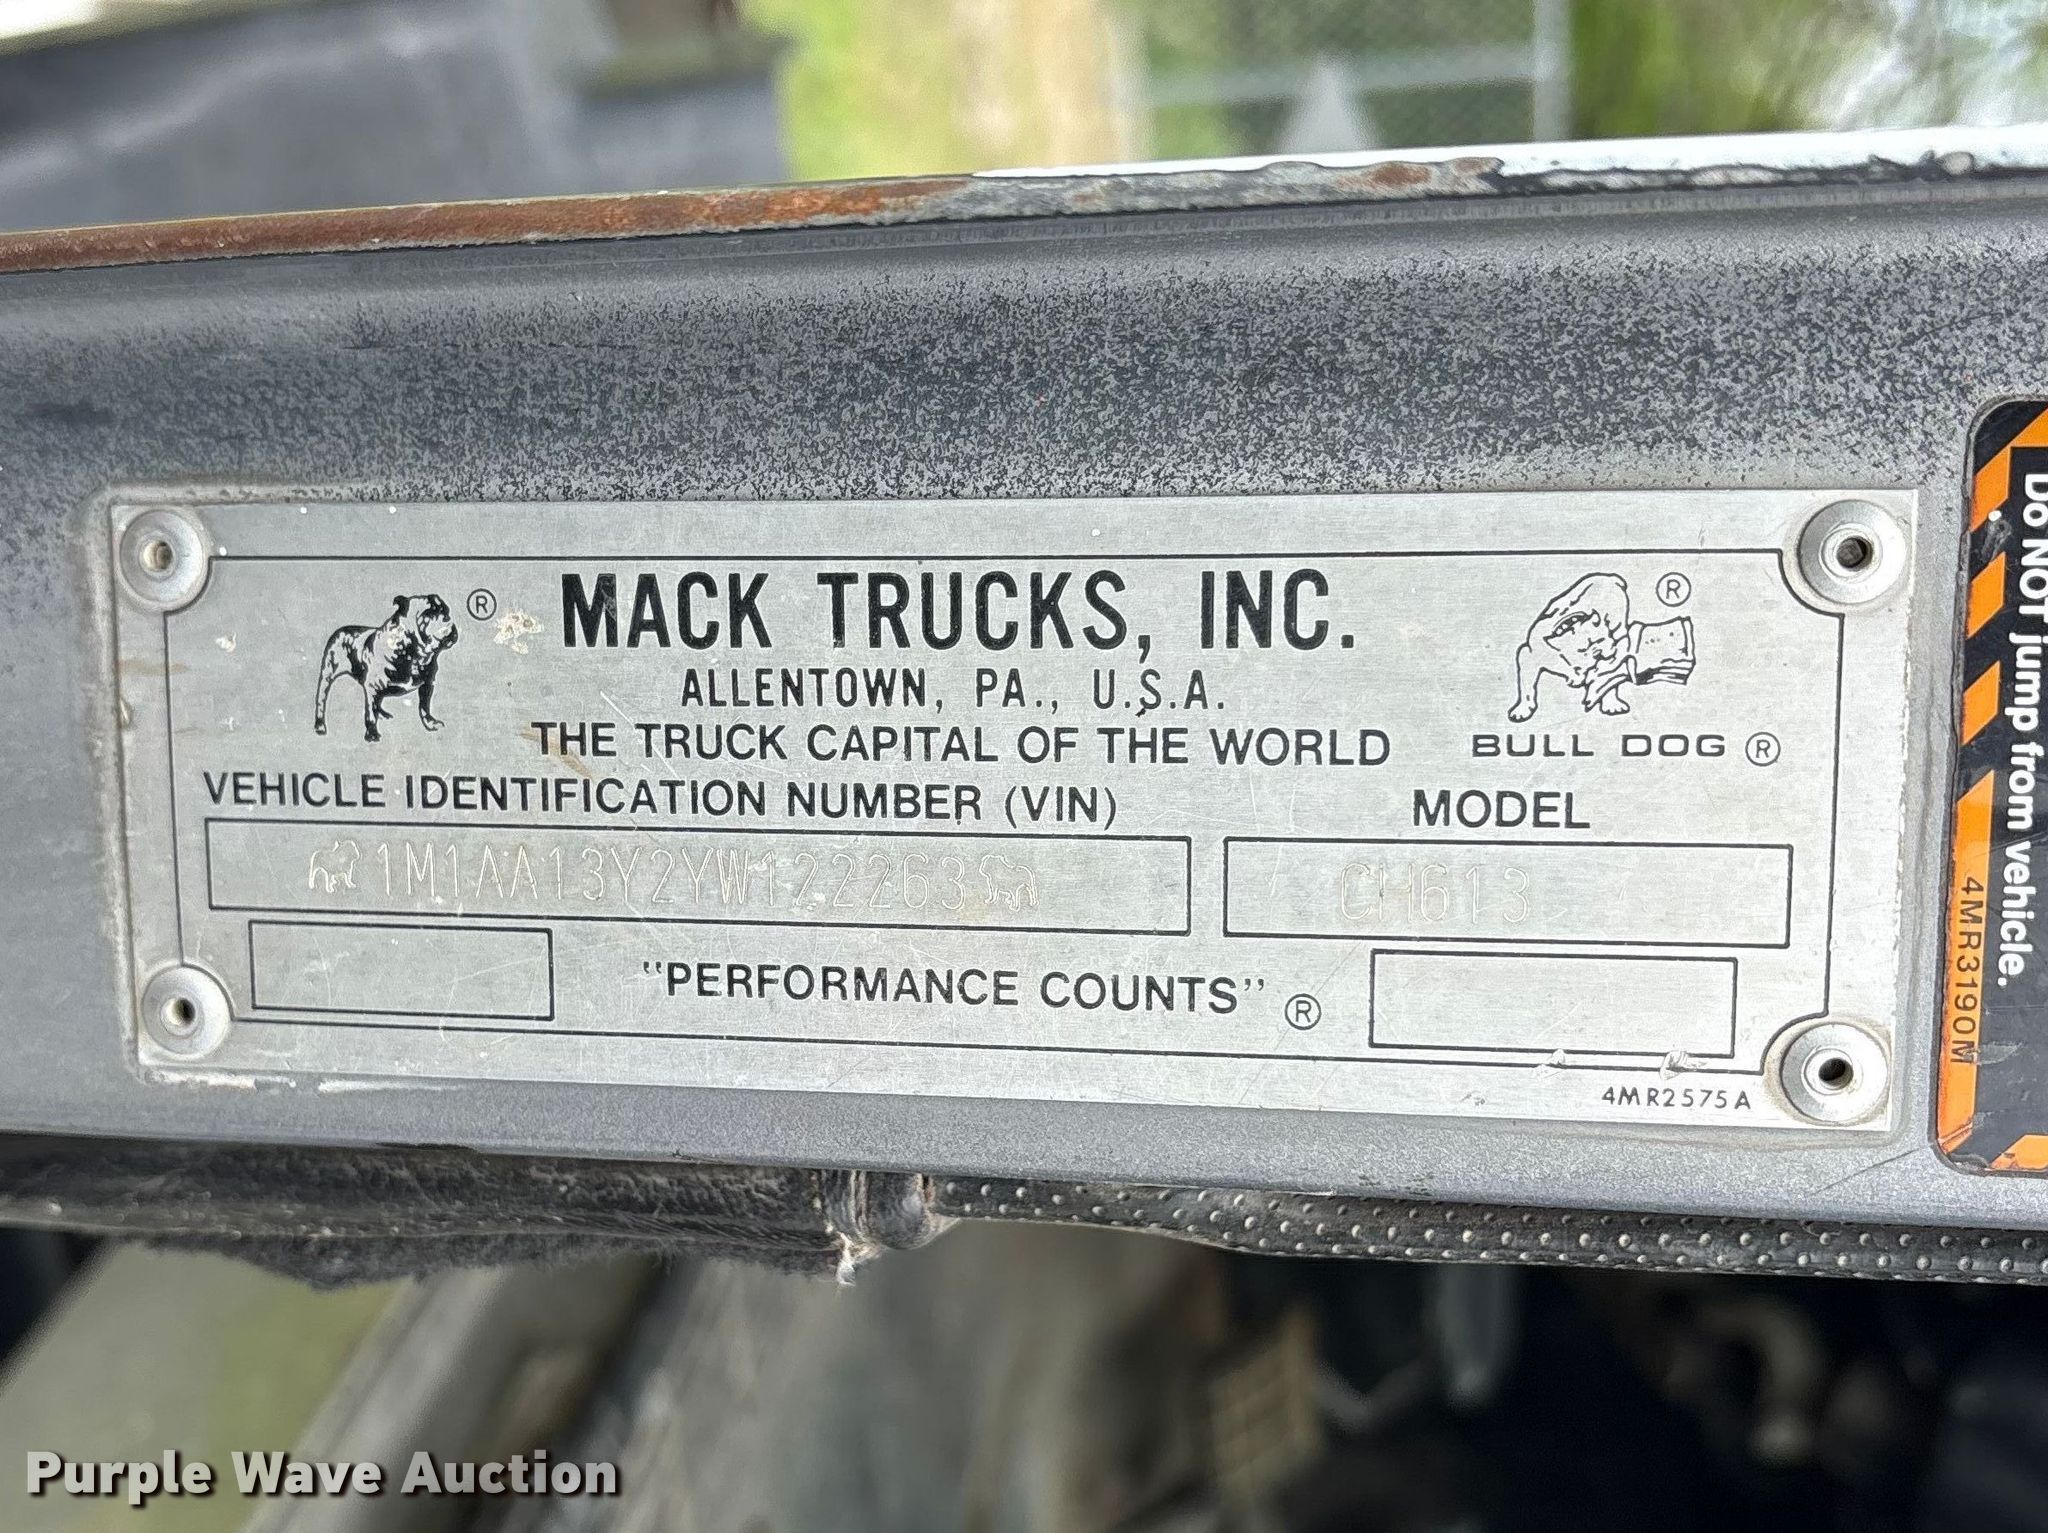 ®
MACK TRUCKS, INC.
ALLENTOWN, PA., U.S.A.
THE TRUCK CAPITAL OF THE WORLD
®
BULL DOG ®
VEHICLE IDENTIFICATION NUMBER (VIN)
MODEL
1M1AA13Y2YW122263
CH613
"PERFORMANCE COUNTS" ®
4MR2575A
Do NOT jump from vehicle.
4MR3190M
Purple Wave Auction